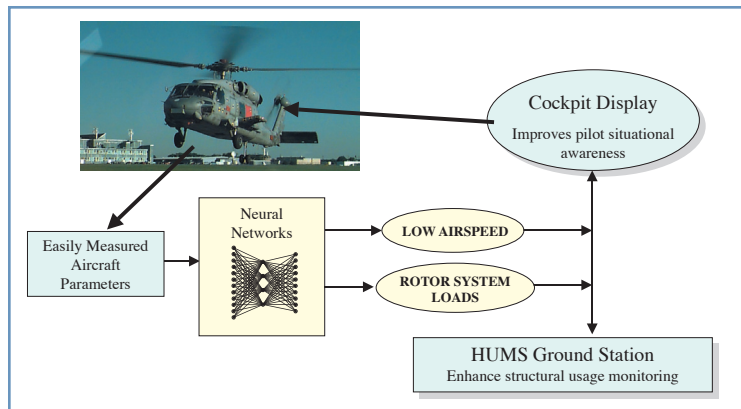 Cockpit Display
Improves pilot situational
awareness
Neural
Networks
Easily Measured
Aircraft
Parameters
LOW AIRSPEED
ROTOR SYSTEM
LOADS
HUMS Ground Station
Enhance structural usage monitoring